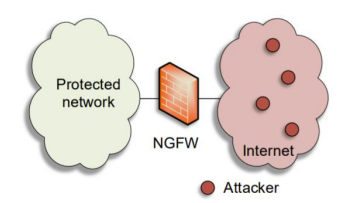 Protected
network
NGFW
Internet
Attacker